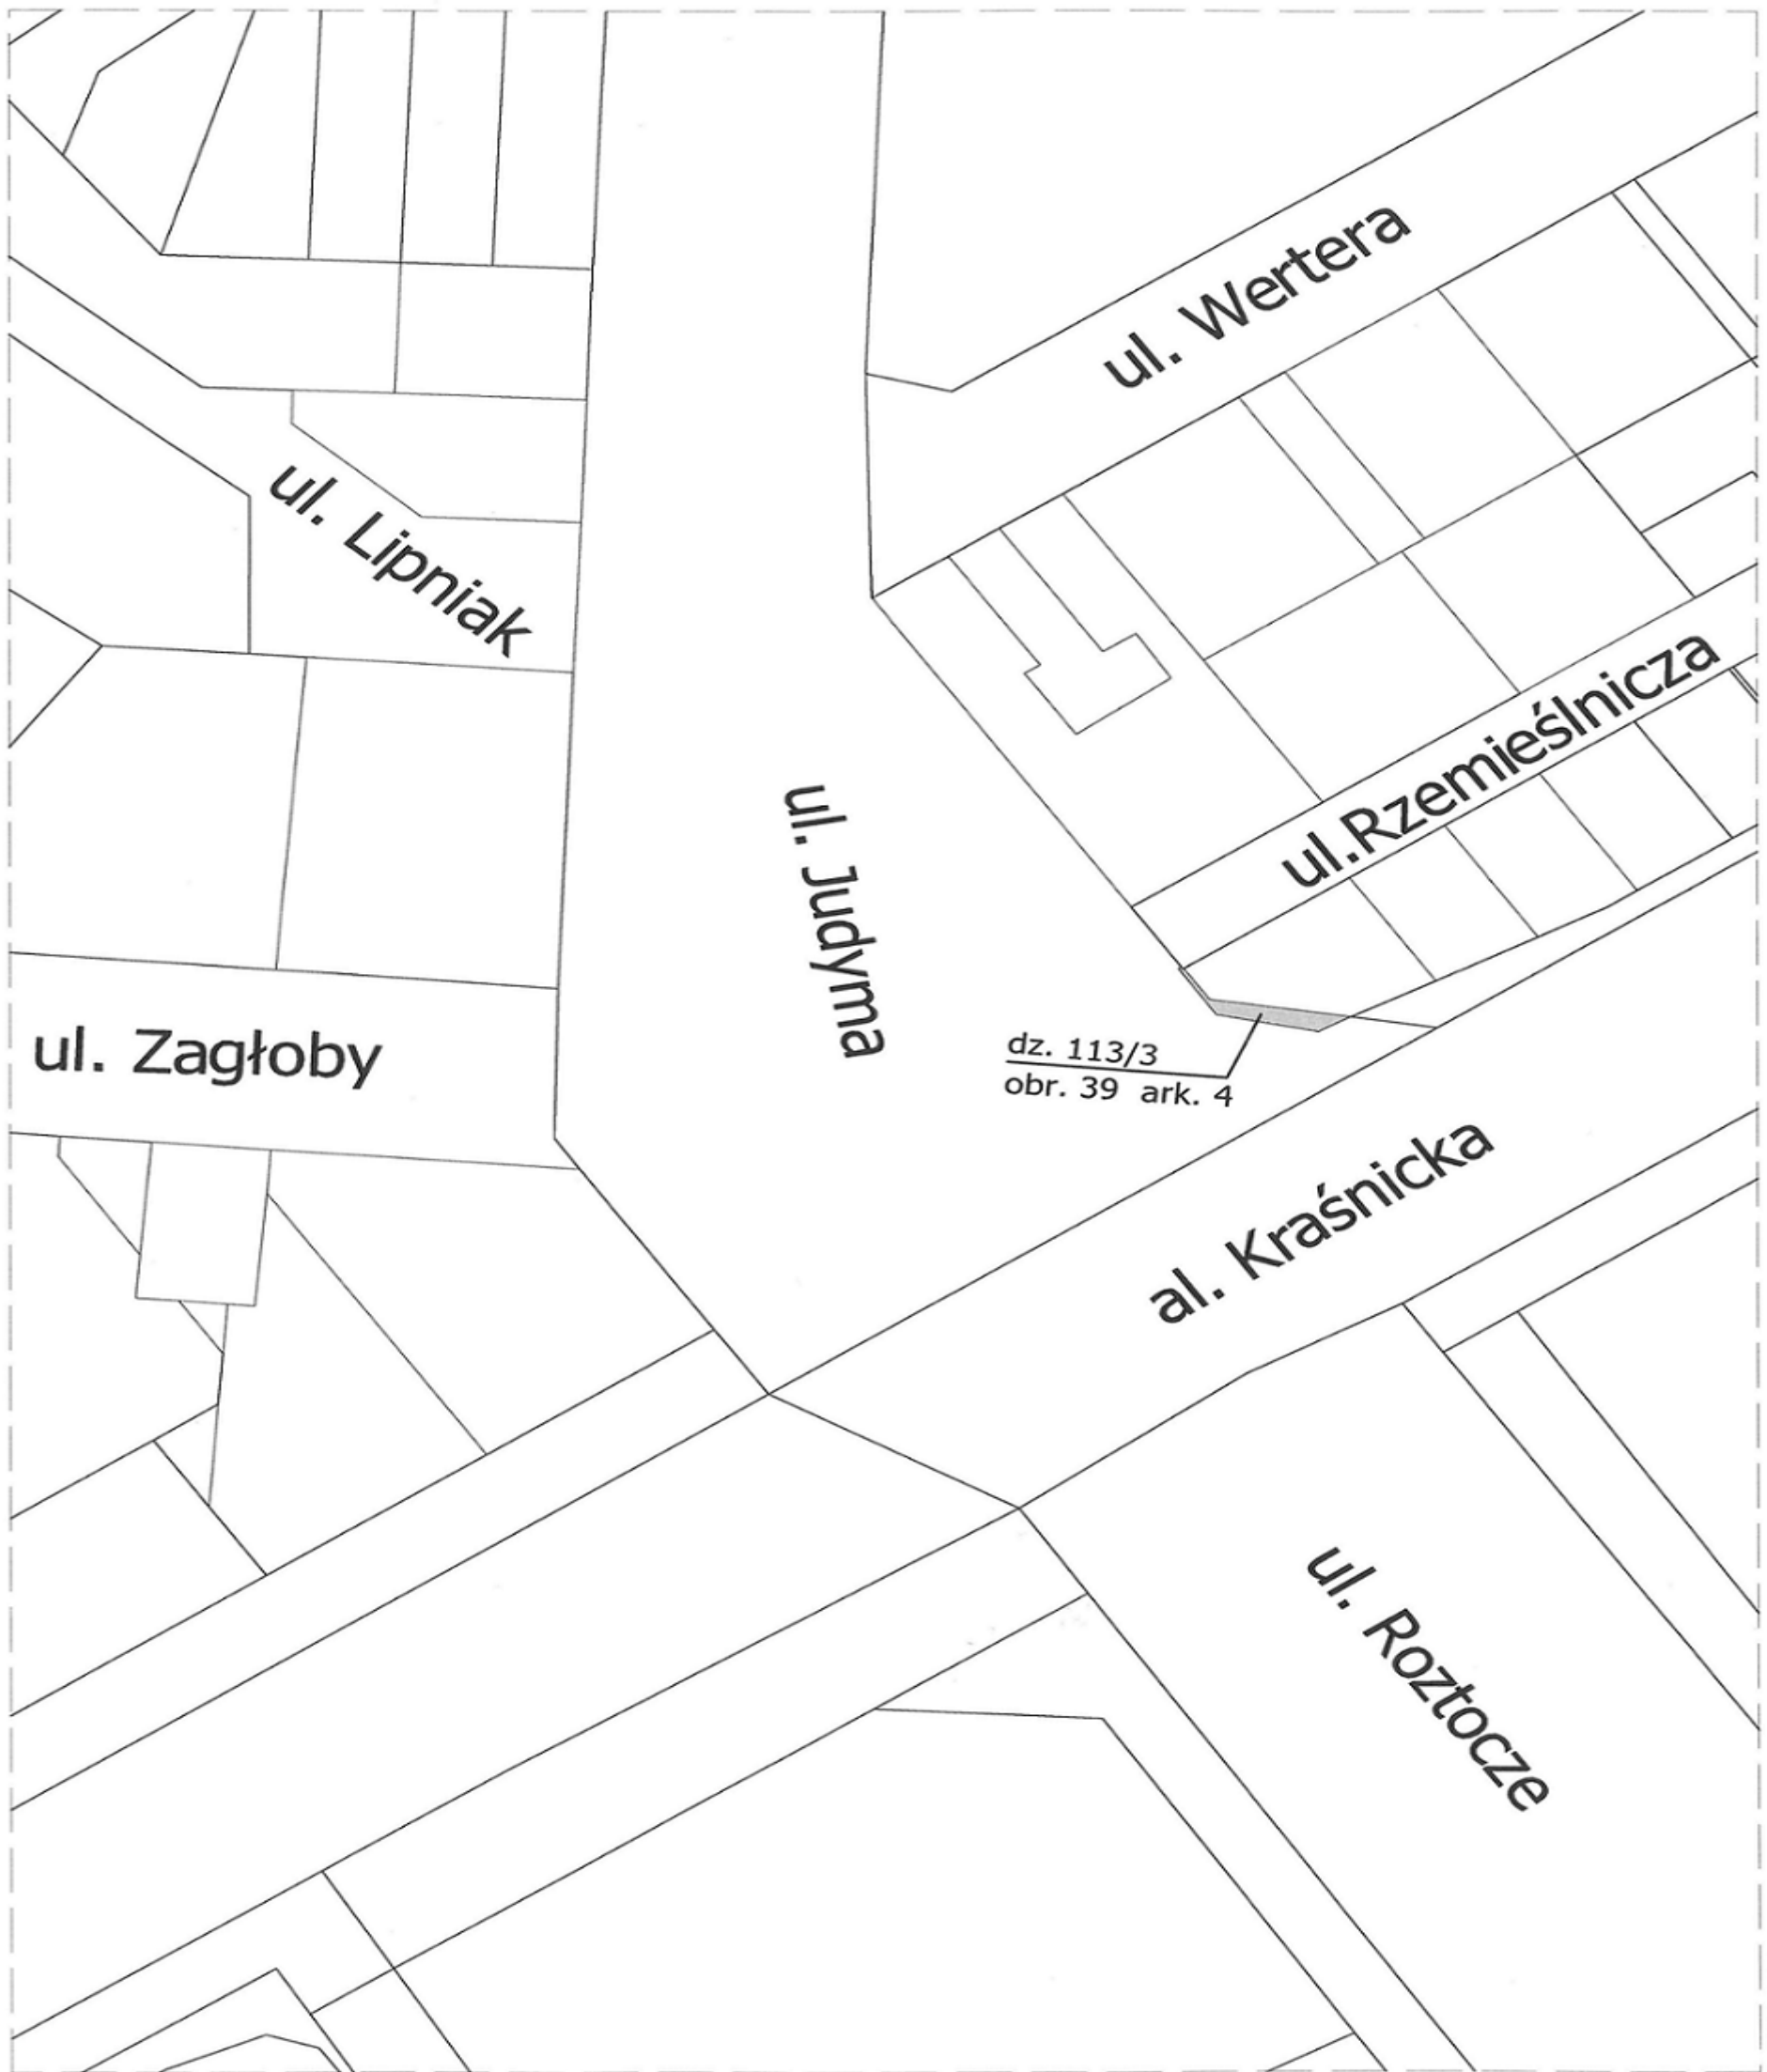 ul. Wertera
ul. Lipniak
ul.Rzemieślnicza
ul. Judyma
ul. Zagłoby
dz. 113/3
obr. 39 ark. 4
al. Kraśnicka
ul. Roztocze